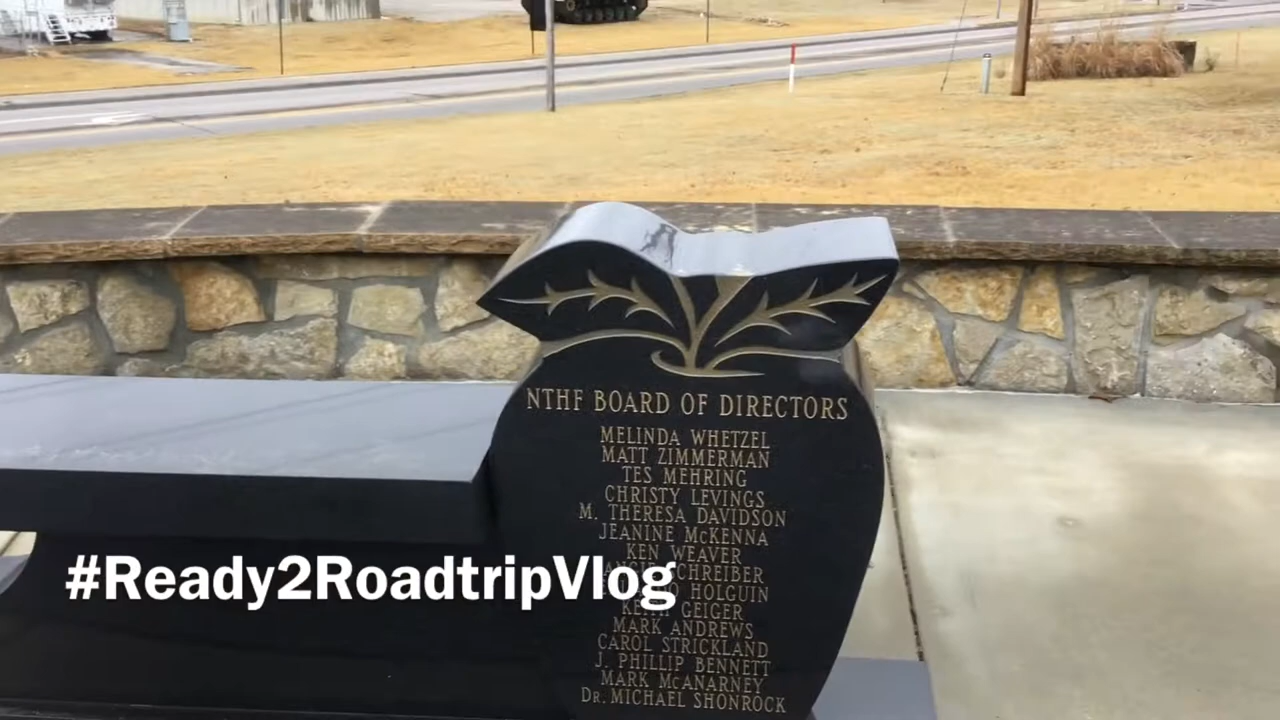 NTHF BOARD OF DIRECTORS
MELINDA WHETZEL
MATT ZIMMERMAN
TES MEHRING
CHRISTY LEVINGS
M. THERESA DAVIDSON
JEANINE McKENNA
KEN WEAVER
SCHREIBER
HOLGUIN
KEITH GEIGER
MARK ANDREWS
CAROL STRICKLAND
J. PHILLIP BENNETT
MARK McANARNEY
DR. MICHAEL SHONROCK
#Ready2RoadtripVlog